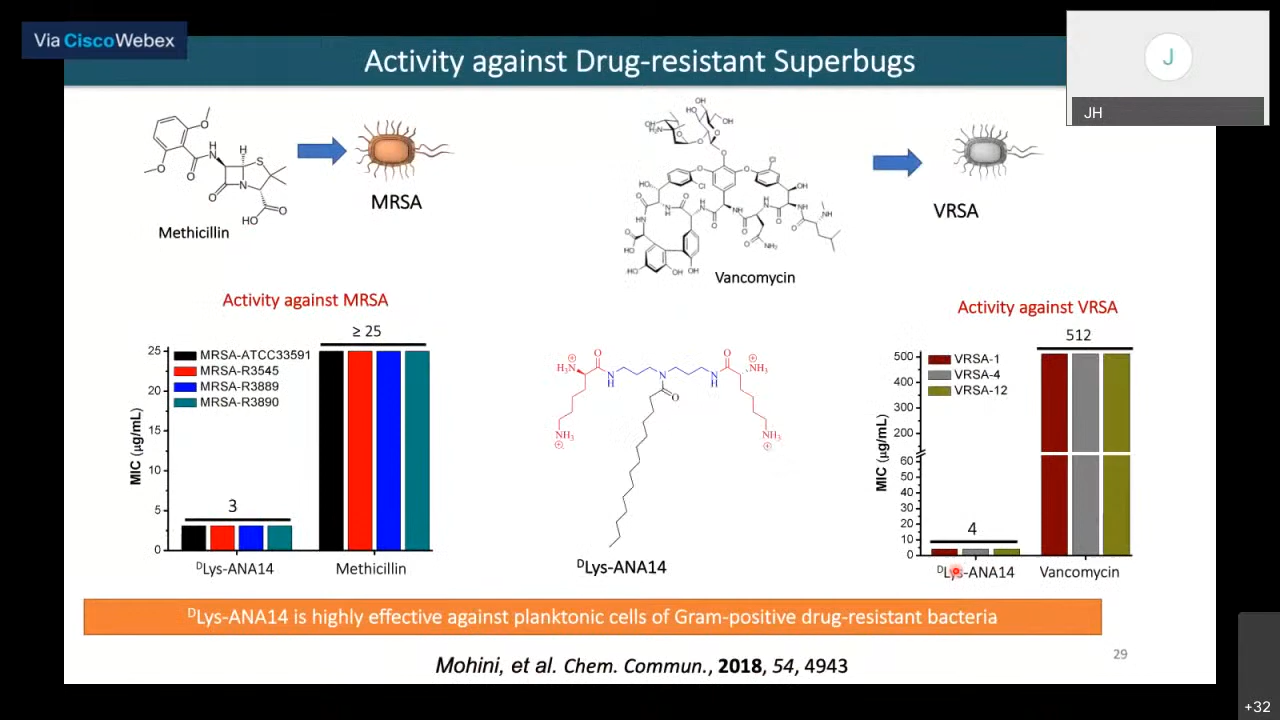 Via CiscoWebex
Activity against Drug-resistant Superbugs
J
JH
Methicillin
MRSA
Vancomycin
VRSA
Activity against MRSA
≥ 25
MRSA-ATCC33591
MRSA-R3545
MRSA-R3889
MRSA-R3890
MIC (µg/mL)
25
20
15
10
5
0
3
ᴰLys-ANA14
Methicillin
ᴰLys-ANA14
Activity against VRSA
512
VRSA-1
VRSA-4
VRSA-12
MIC (µg/mL)
500
400
300
200
60
50
40
30
20
10
0
4
ᴰLys-ANA14
Vancomycin
ᴰLys-ANA14 is highly effective against planktonic cells of Gram-positive drug-resistant bacteria
29
Mohini, et al. Chem. Commun., 2018, 54, 4943
+32